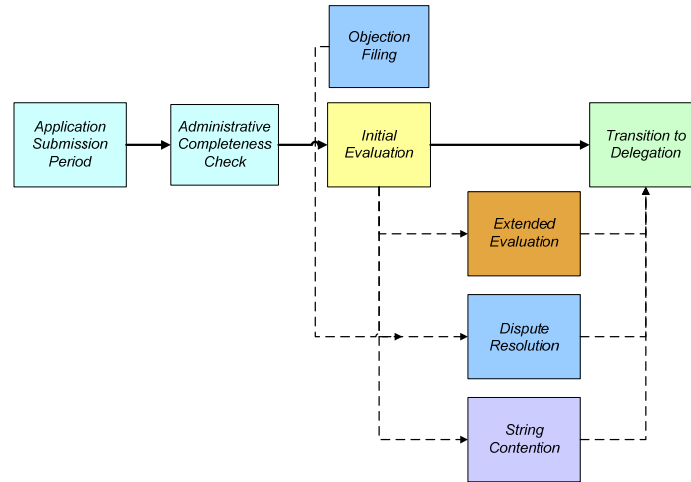 Objection
Filing
Application
Submission
Period
Administrative
Completeness
Check
Initial
Evaluation
Transition to
Delegation
Extended
Evaluation
Dispute
Resolution
String
Contention